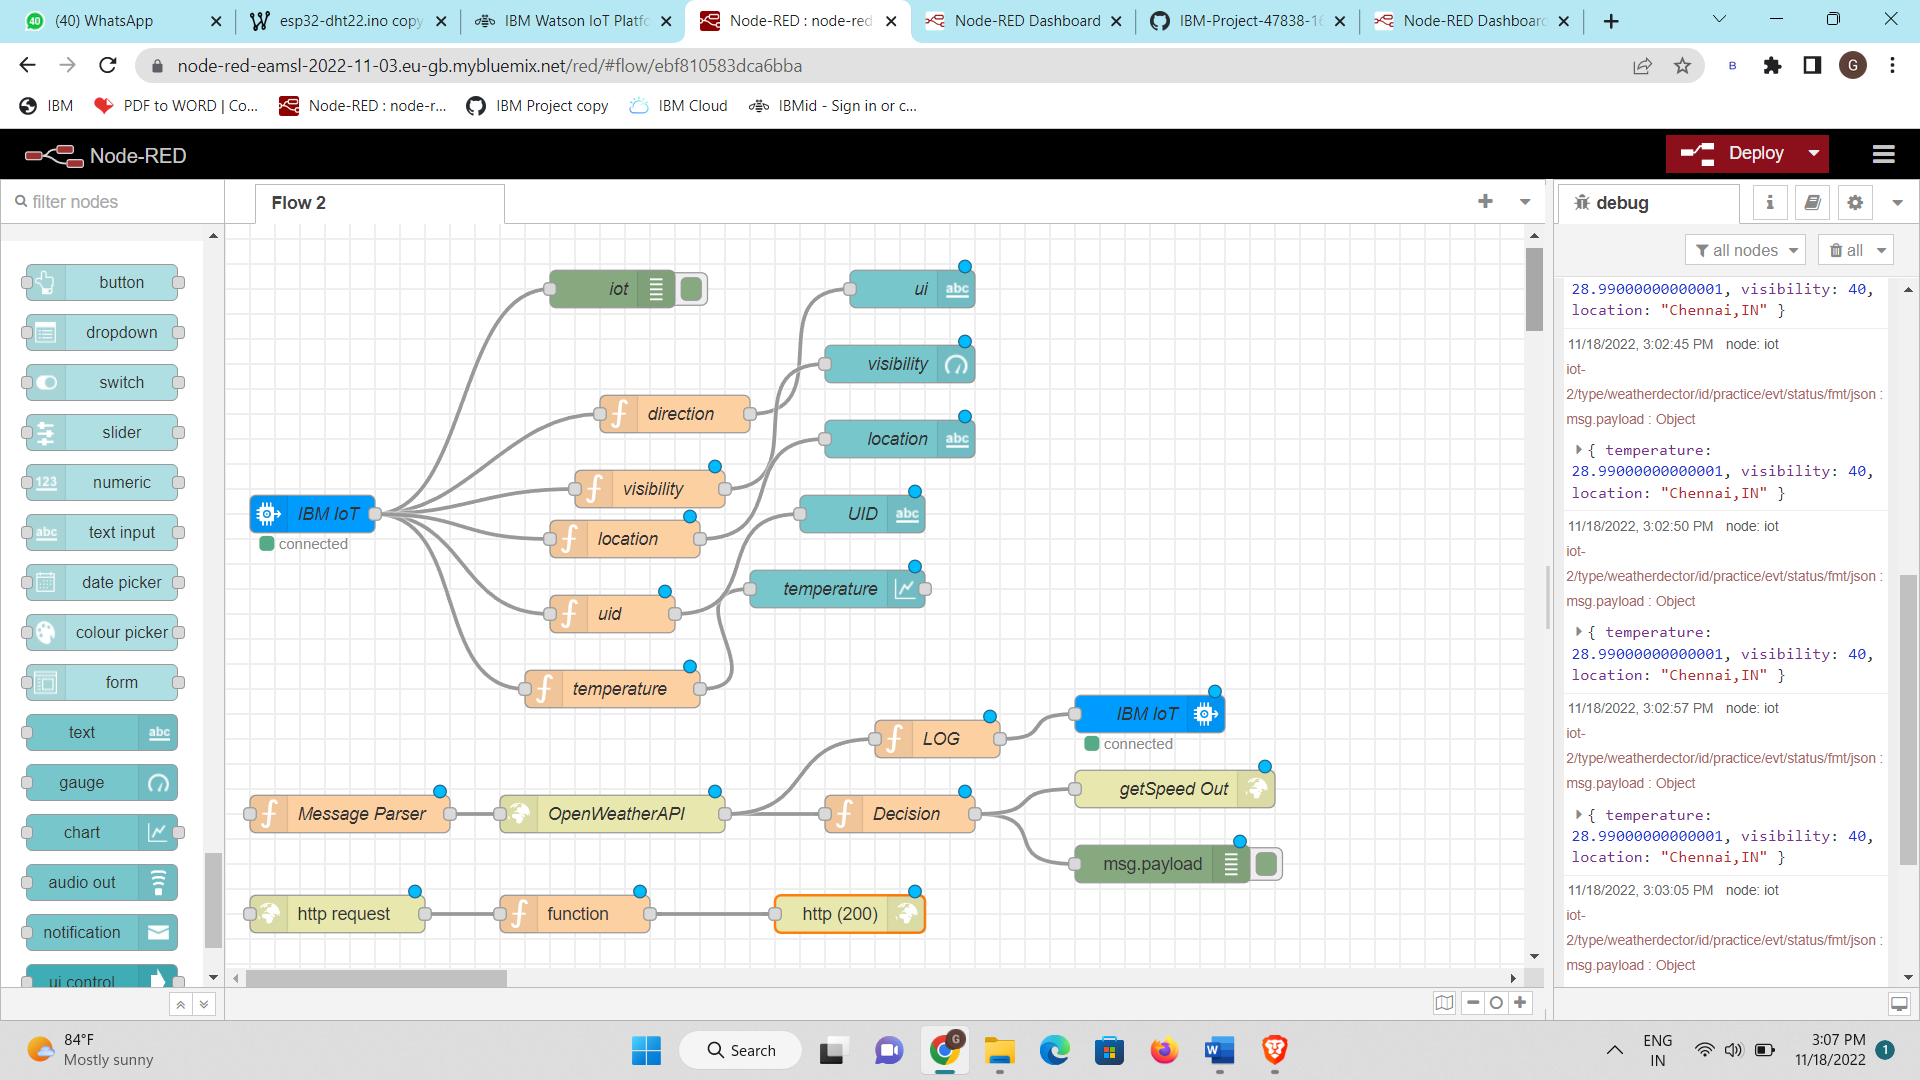 (40) WhatsApp
esp32-dht22.ino copy
IBM Watson IoT Platfo
Node-RED : node-red
Node-RED Dashboard
IBM-Project-47838-16
Node-RED Dashboard
node-red-eamsl-2022-11-03.eu-gb.mybluemix.net/red/#flow/ebf810583dca6bba
B
G
IBM
PDF to WORD | Co...
Node-RED : node-r...
IBM Project copy
IBM Cloud
IBMid - Sign in or c...
Node-RED
Deploy
filter nodes
Flow 2
debug
all nodes
all
button
dropdown
switch
slider
numeric
123
text input
abc
date picker
colour picker
form
text
abc
gauge
chart
audio out
notification
ui control
iot
ui
abc
visibility
direction
location
abc
visibility
UID
abc
IBM IoT
connected
location
temperature
uid
temperature
IBM IoT
connected
LOG
getSpeed Out
Message Parser
OpenWeatherAPI
Decision
msg.payload
http request
function
http (200)
28.99000000000001, visibility: 40,
location: "Chennai,IN" }
11/18/2022, 3:02:45 PM node: iot
iot-
2/type/weatherdector/id/practice/evt/status/fmt/json :
msg.payload : Object
{ temperature:
28.99000000000001, visibility: 40,
location: "Chennai,IN" }
11/18/2022, 3:02:50 PM node: iot
iot-
2/type/weatherdector/id/practice/evt/status/fmt/json :
msg.payload : Object
{ temperature:
28.99000000000001, visibility: 40,
location: "Chennai,IN" }
11/18/2022, 3:02:57 PM node: iot
iot-
2/type/weatherdector/id/practice/evt/status/fmt/json :
msg.payload : Object
{ temperature:
28.99000000000001, visibility: 40,
location: "Chennai,IN" }
11/18/2022, 3:03:05 PM node: iot
iot-
2/type/weatherdector/id/practice/evt/status/fmt/json :
msg.payload : Object
84°F
Mostly sunny
Search
G
ENG
IN
3:07 PM
11/18/2022
1